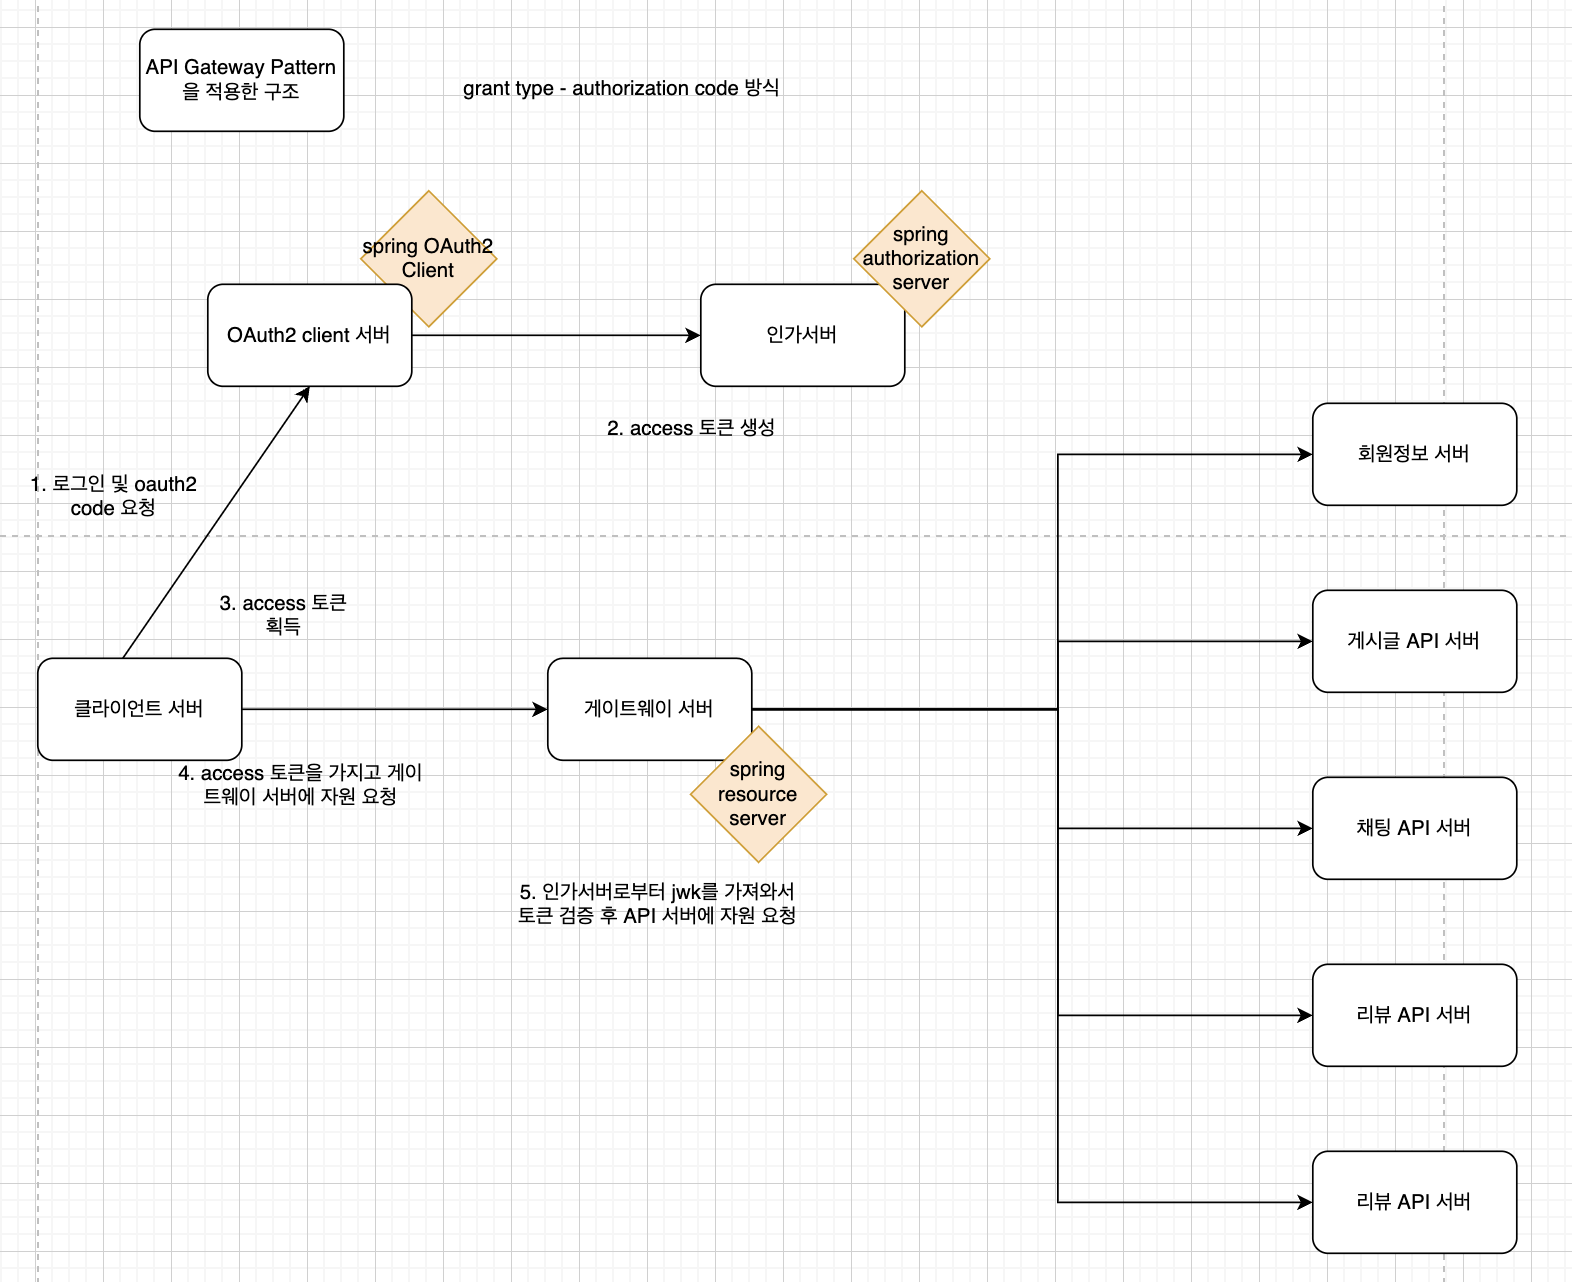 API Gateway Pattern
을 적용한 구조
grant type - authorization code 방식
spring OAuth2
Client
spring
authorization
server
OAuth2 client 서버
인가서버
2. access 토큰 생성
회원정보 서버
1. 로그인 및 oauth2
code 요청
3. access 토큰
획득
게시글 API 서버
클라이언트 서버
게이트웨이 서버
4. access 토큰을 가지고 게이
트웨이 서버에 자원 요청
spring
resource
server
채팅 API 서버
5. 인가서버로부터 jwk를 가져와서
토큰 검증 후 API 서버에 자원 요청
리뷰 API 서버
리뷰 API 서버